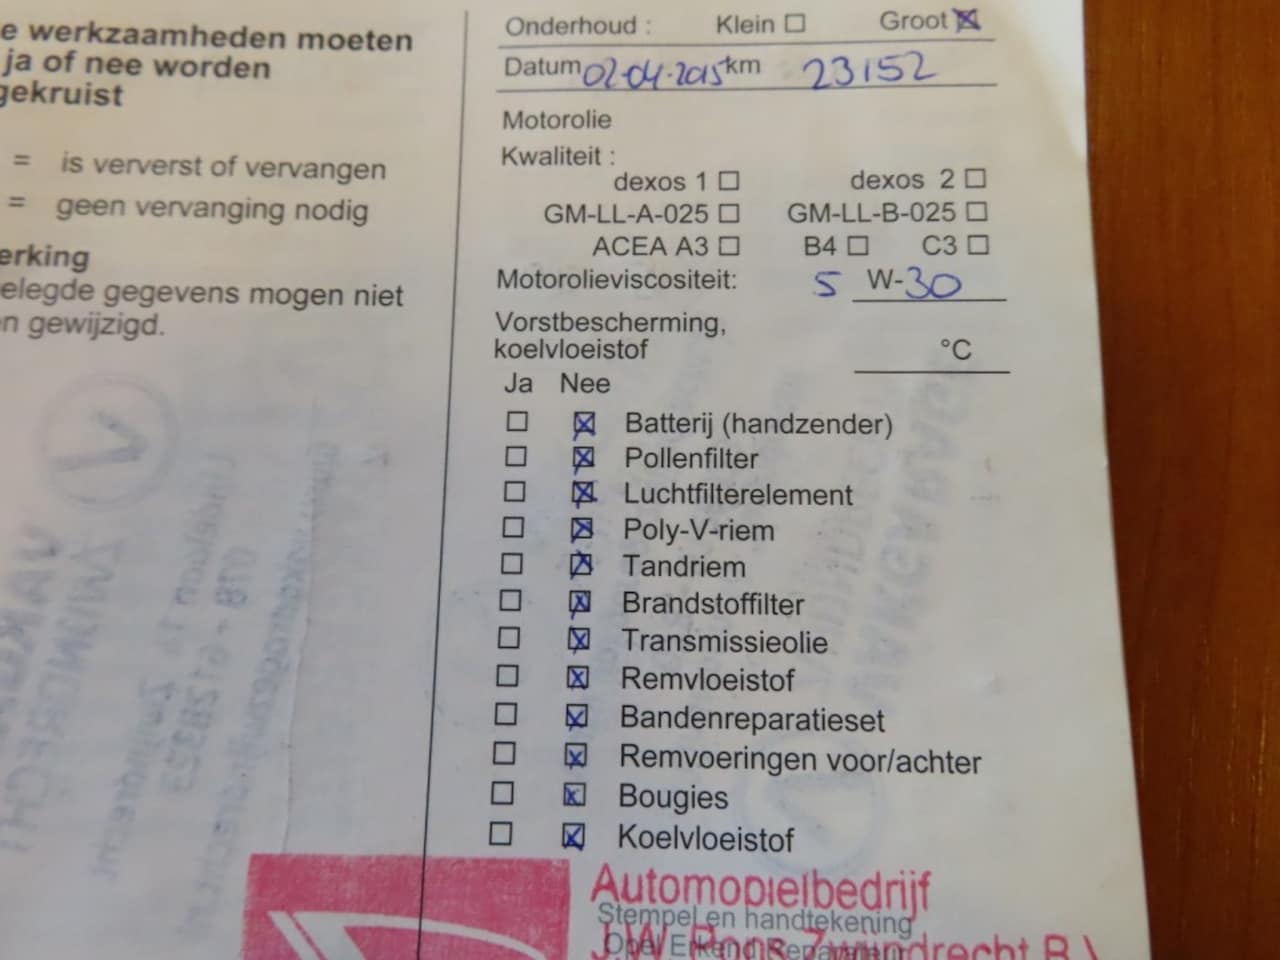 e werkzaamheden moeten
ja of nee worden
gekruist
= is ververst of vervangen
= geen vervanging nodig
erking
elegde gegevens mogen niet
n gewijzigd.
Onderhoud : Klein ☐ Groot ☒
Datum 02-04-2015 km 23152
Motorolie
Kwaliteit :
dexos 1 ☐ dexos 2 ☐
GM-LL-A-025 ☐ GM-LL-B-025 ☐
ACEA A3 ☐ B4 ☐ C3 ☐
Motorolieviscositeit: 5 W-30
Vorstbescherming,
koelvloeistof °C
Ja Nee
☐ ☒ Batterij (handzender)
☐ ☒ Pollenfilter
☐ ☒ Luchtfilterelement
☐ ☒ Poly-V-riem
☐ ☒ Tandriem
☐ ☒ Brandstoffilter
☐ ☒ Transmissieolie
☐ ☒ Remvloeistof
☐ ☒ Bandenreparatieset
☐ ☒ Remvoeringen voor/achter
☐ ☒ Bougies
☐ ☒ Koelvloeistof
Automobielbedrijf
Stempel en handtekening
Opel Erkend Reparateur